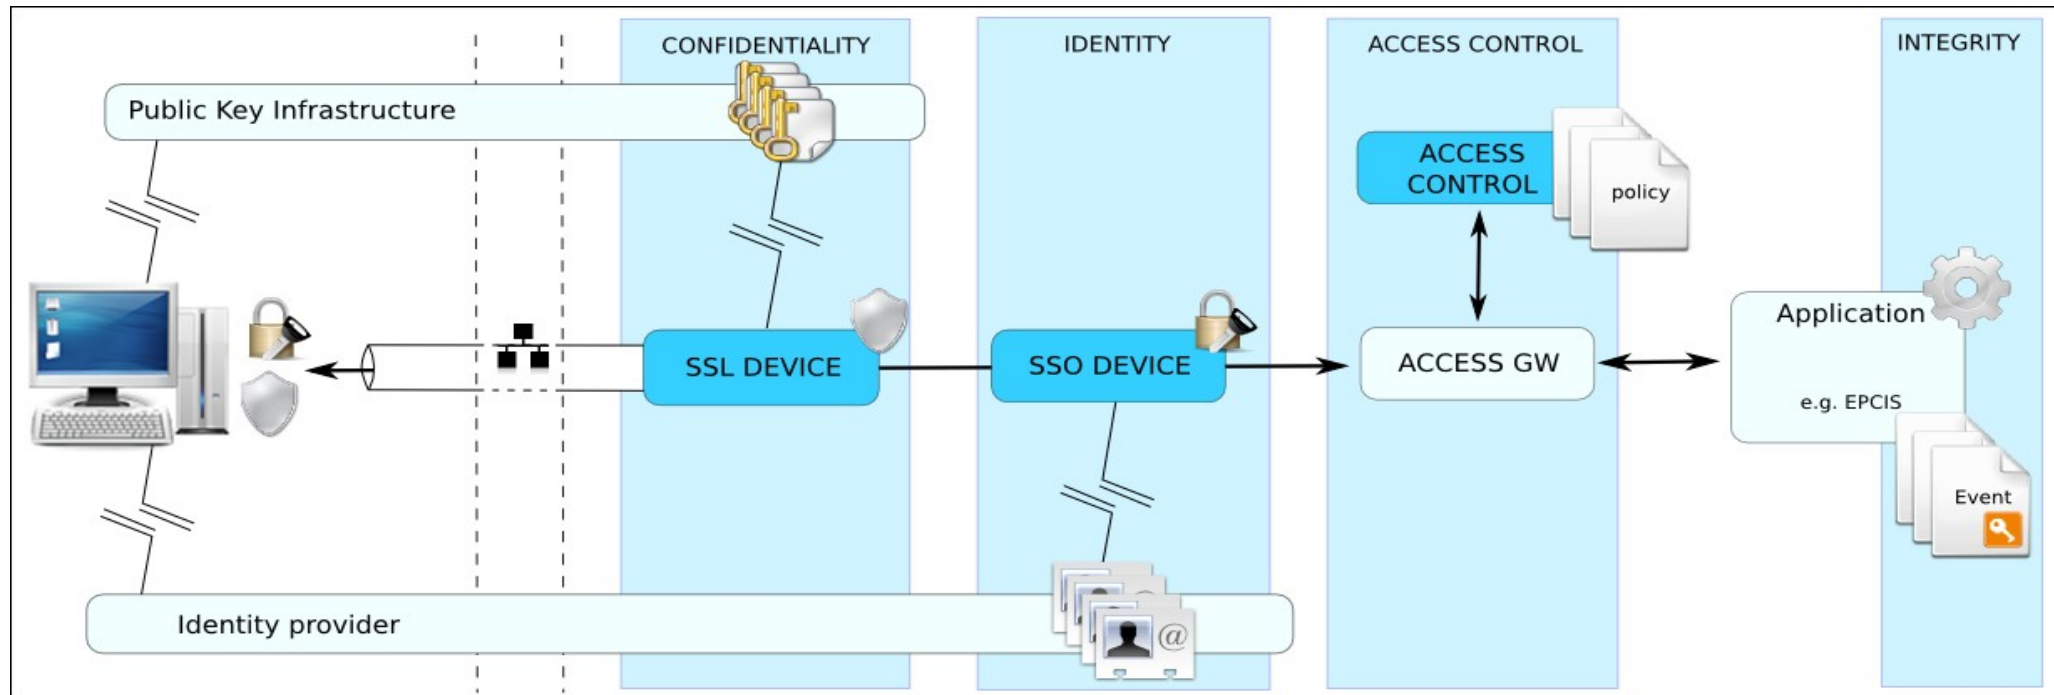 CONFIDENTIALITY
IDENTITY
ACCESS CONTROL
INTEGRITY
Public Key Infrastructure
ACCESS
CONTROL
policy
Application
SSL DEVICE
SSO DEVICE
ACCESS GW
e.g. EPCIS
Event
Identity provider
@